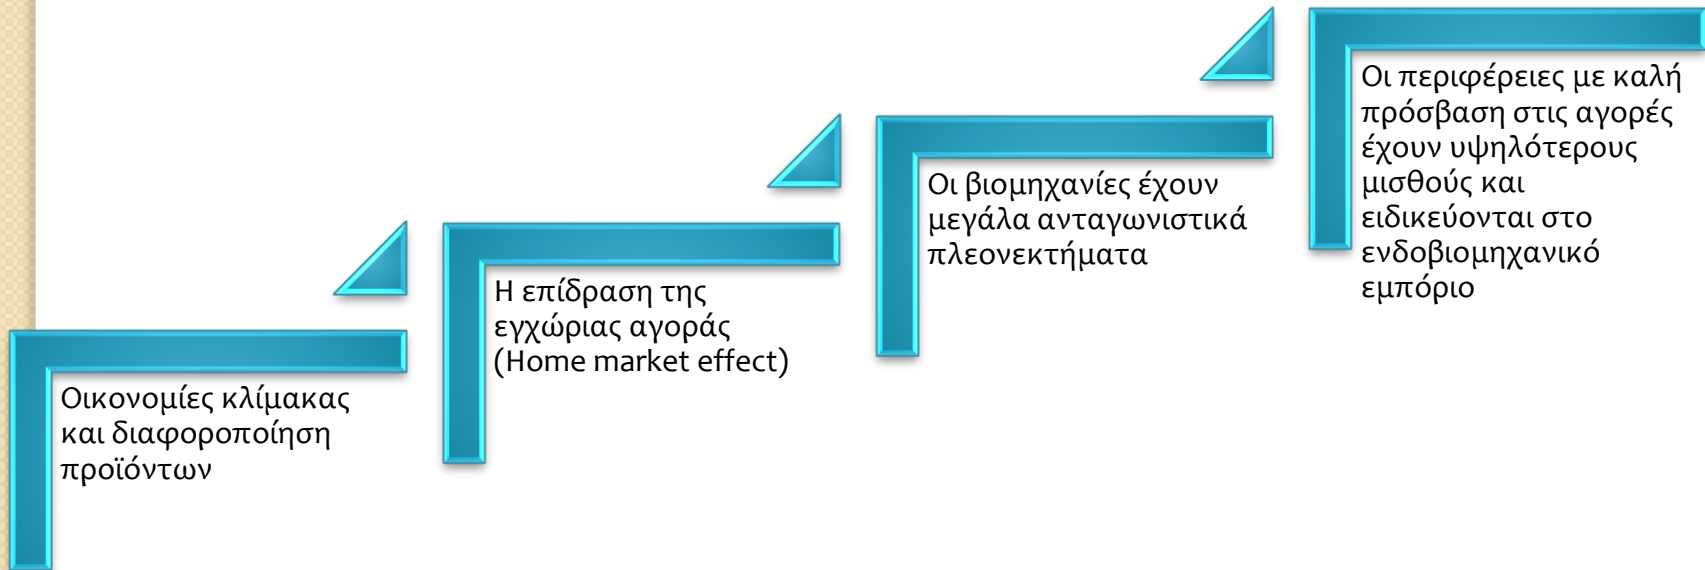 Οικονομίες κλίμακας
και διαφοροποίηση
προϊόντων
Η επίδραση της
εγχώριας αγοράς
(Home market effect)
Οι βιομηχανίες έχουν
μεγάλα ανταγωνιστικά
πλεονεκτήματα
Οι περιφέρειες με καλή
πρόσβαση στις αγορές
έχουν υψηλότερους
μισθούς και
ειδικεύονται στο
ενδοβιομηχανικό
εμπόριο